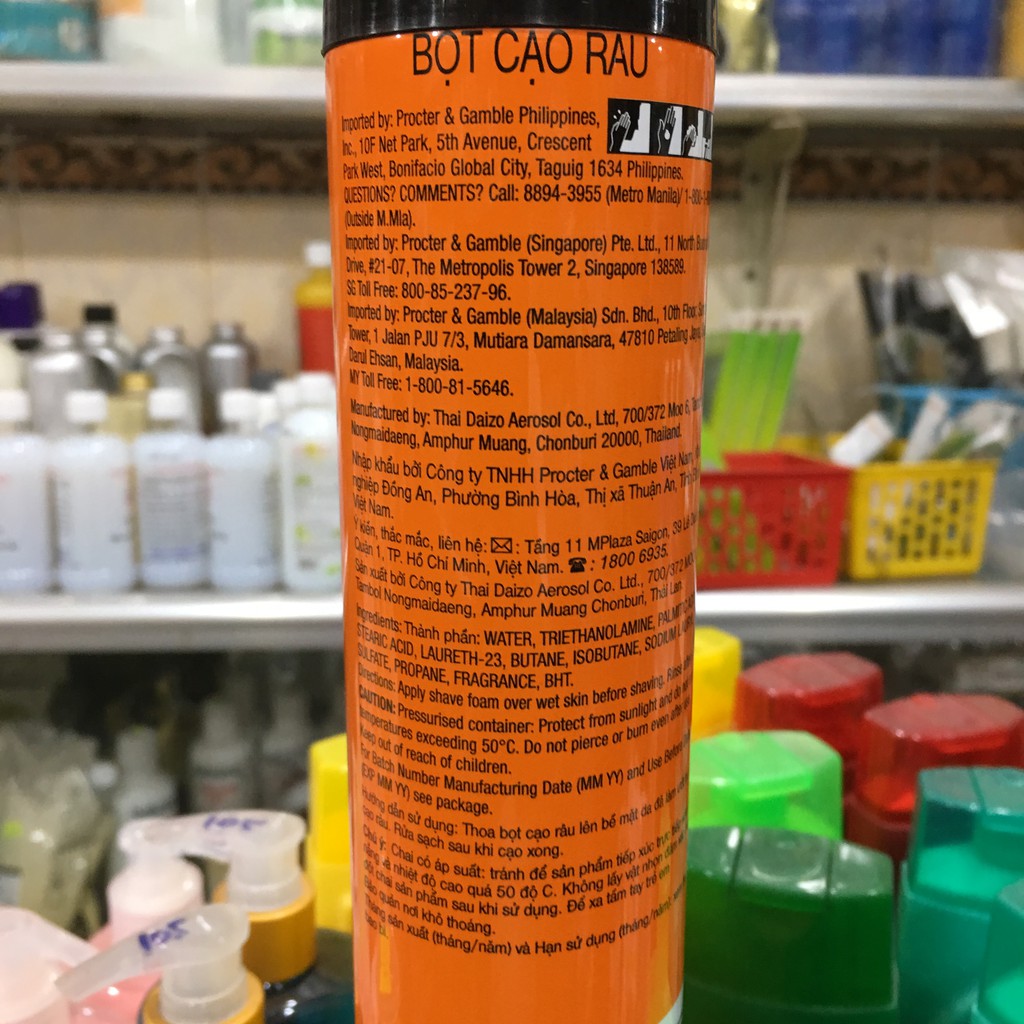 BỌT CẠO RÂU
Imported by: Procter & Gamble Philippines,
Inc., 10F Net Park, 5th Avenue, Crescent
Park West, Bonifacio Global City, Taguig 1634 Philippines.
QUESTIONS? COMMENTS? Call: 8894-3955 (Metro Manila)/
(Outside M.Mla).
Imported by: Procter & Gamble (Singapore) Pte. Ltd., 11 North
Drive, #21-07, The Metropolis Tower 2, Singapore 138589.
SG Toll Free: 800-85-237-96.
Imported by: Procter & Gamble (Malaysia) Sdn. Bhd., 10th Floor,
Tower, 1 Jalan PJU 7/3, Mutiara Damansara, 47810 Petaling Jaya,
Darul Ehsan, Malaysia.
MY Toll Free: 1-800-81-5646.
Manufactured by: Thai Daizo Aerosol Co., Ltd, 700/372 Moo 6,
Nongmaidaeng, Amphur Muang, Chonburi 20000, Thailand.
Nhập khẩu bởi Công ty TNHH Procter & Gamble Việt Nam,
nghiệp Đồng An, Phường Bình Hòa, Thị xã Thuận An,
Việt Nam.
Ý kiến, thắc mắc, liên hệ: : Tầng 11 MPlaza Saigon, 39
Quận 1, TP. Hồ Chí Minh, Việt Nam. : 1800 6935.
Sản xuất bởi Công ty Thai Daizo Aerosol Co. Ltd., 700/372
Tambol Nongmaidaeng, Amphur Muang Chonburi, Thái Lan.
Ingredients: Thành phần: WATER, TRIETHANOLAMINE,
STEARIC ACID, LAURETH-23, BUTANE, ISOBUTANE, SODIUM
SULFATE, PROPANE, FRAGRANCE, BHT.
Directions: Apply shave foam over wet skin before shaving. Rinse
CAUTION: Pressurised container: Protect from sunlight and do
temperatures exceeding 50°C. Do not pierce or burn even
Keep out of reach of children.
For Batch Number Manufacturing Date (MM YY) and Use Before
(EXP MM YY) see package.
Hướng dẫn sử dụng: Thoa bọt cạo râu lên bề mặt da đã làm
cạo râu. Rửa sạch sau khi cạo xong.
Chú ý: Chai có áp suất: tránh để sản phẩm tiếp xúc trực
nắng và nhiệt độ cao quá 50 độ C. Không lấy vật nhọn
đốt chai sản phẩm sau khi sử dụng. Để xa tầm tay trẻ em
Bảo quản nơi khô thoáng.
Tháng sản xuất (tháng/năm) và Hạn sử dụng (tháng/năm):
bao bì.
105
105